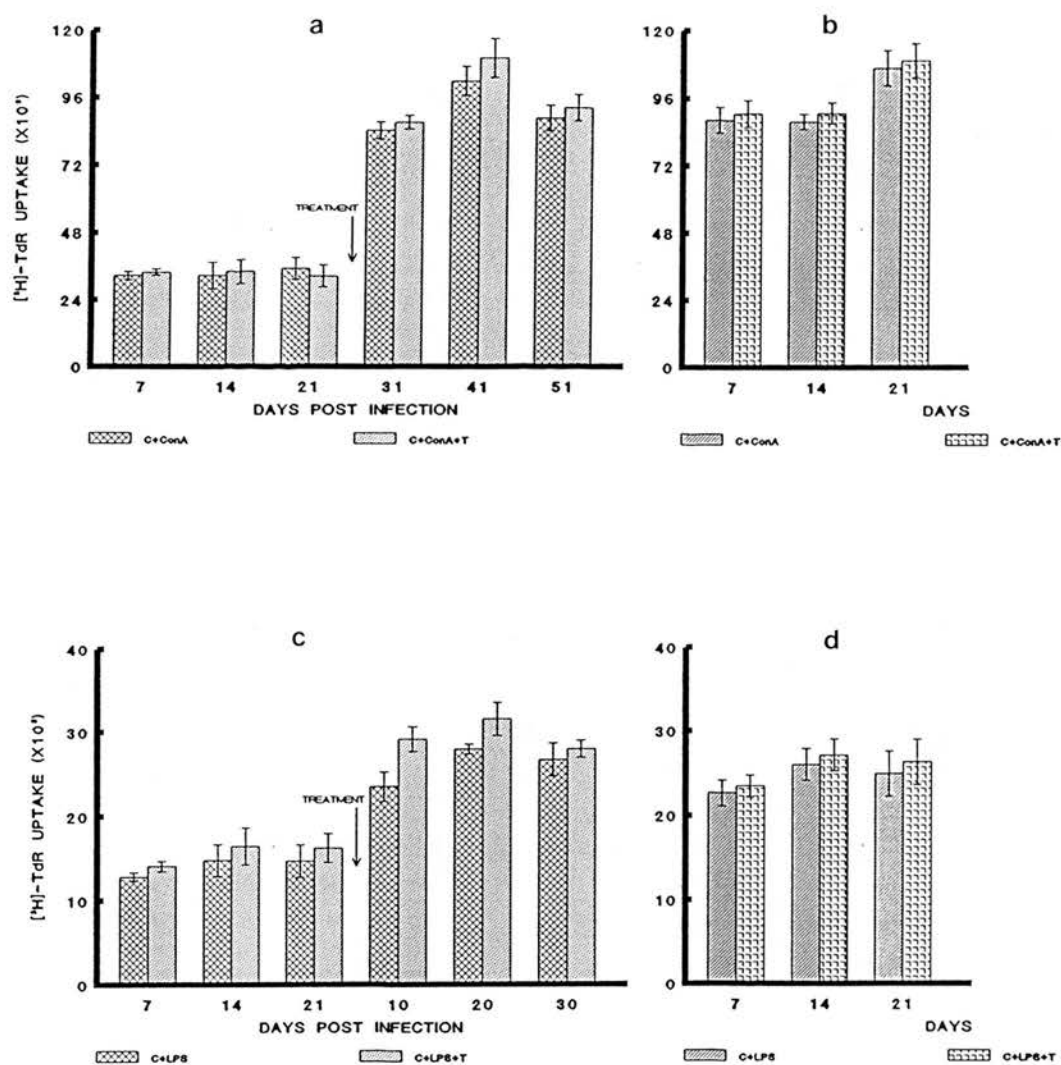 a
120
96
72
48
24
0
[³H]-TdR UPTAKE (X10³)
TREATMENT
7 14 21 31 41 51
DAYS POST INFECTION
C+ConA C+ConA+T
b
120
96
72
48
24
0
7 14 21
DAYS
C+ConA C+ConA+T
c
40
30
20
10
0
[³H]-TdR UPTAKE (X10³)
TREATMENT
7 14 21 10 20 30
DAYS POST INFECTION
C+LPS C+LPS+T
d
40
30
20
10
0
7 14 21
DAYS
C+LPS C+LPS+T